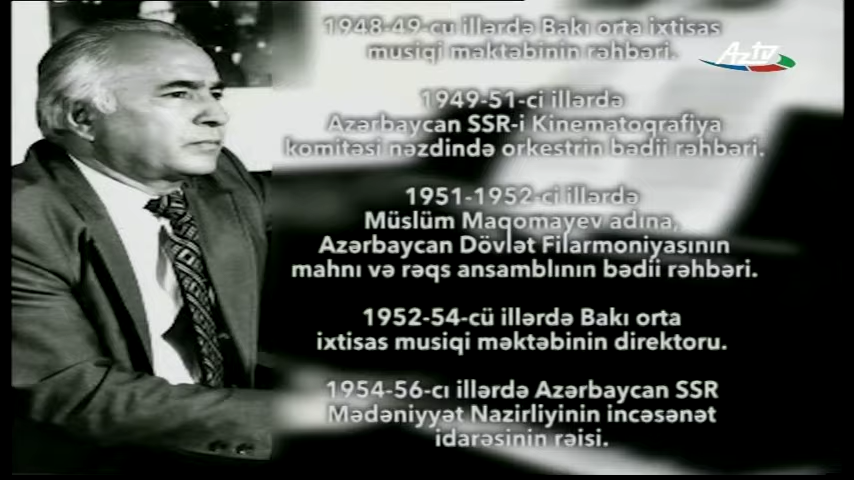 1948-49-cu illərdə Bakı orta ixtisas
musiqi məktəbinin rəhbəri.
AzTV
1949-51-ci illərdə
Azərbaycan SSR-i Kinematoqrafiya
komitəsi nəzdində orkestrin bədii rəhbəri.
1951-1952-ci illərdə
Müslüm Maqomayev adına,
Azərbaycan Dövlət Filarmoniyasının
mahnı və rəqs ansamblının bədii rəhbəri.
1952-54-cü illərdə Bakı orta
ixtisas musiqi məktəbinin direktoru.
1954-56-cı illərdə Azərbaycan SSR
Mədəniyyət Nazirliyinin incəsənət
idarəsinin rəisi.